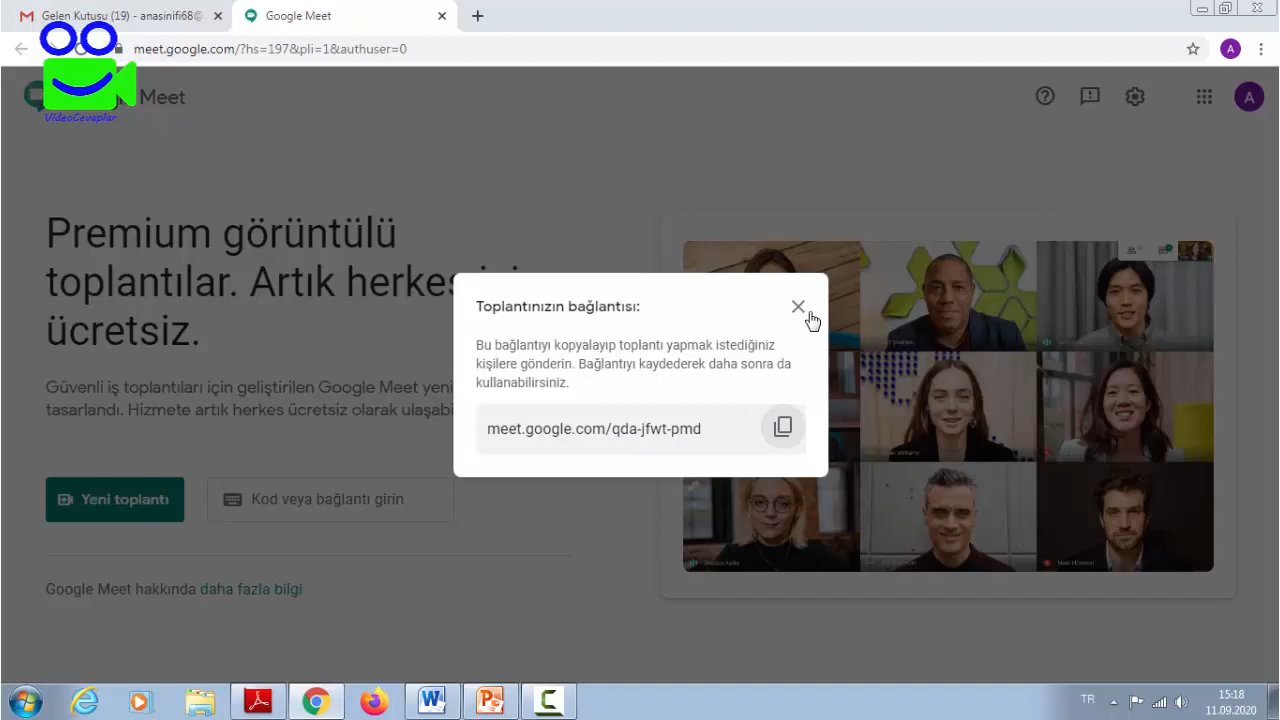 Gelen Kutusu (19) - anasinifi68@
Google Meet
meet.google.com/?hs=197&pli=1&authuser=0
A
VideoCevaplar
Meet
A
Premium görüntülü
toplantılar. Artık herkes için
ücretsiz.
Güvenli iş toplantıları için geliştirilen Google Meet yeni
tasarlandı. Hizmete artık herkes ücretsiz olarak ulaşabi
Yeni toplantı
Kod veya bağlantı girin
Google Meet hakkında daha fazla bilgi
Toplantınızın bağlantısı:
Bu bağlantıyı kopyalayıp toplantı yapmak istediğiniz
kişilere gönderin. Bağlantıyı kaydederek daha sonra da
kullanabilirsiniz.
meet.google.com/qda-jfwt-pmd
TR
15:18
11.09.2020